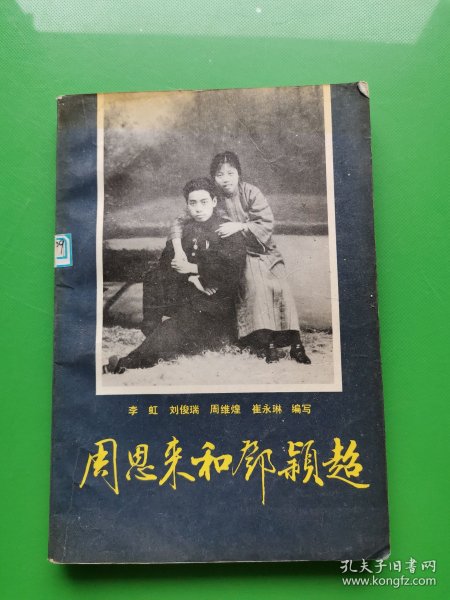 李 虹 刘俊瑞 周维煌 崔永琳 编写
周恩来和邓颖超
孔夫子旧书网
www.kongfz.com